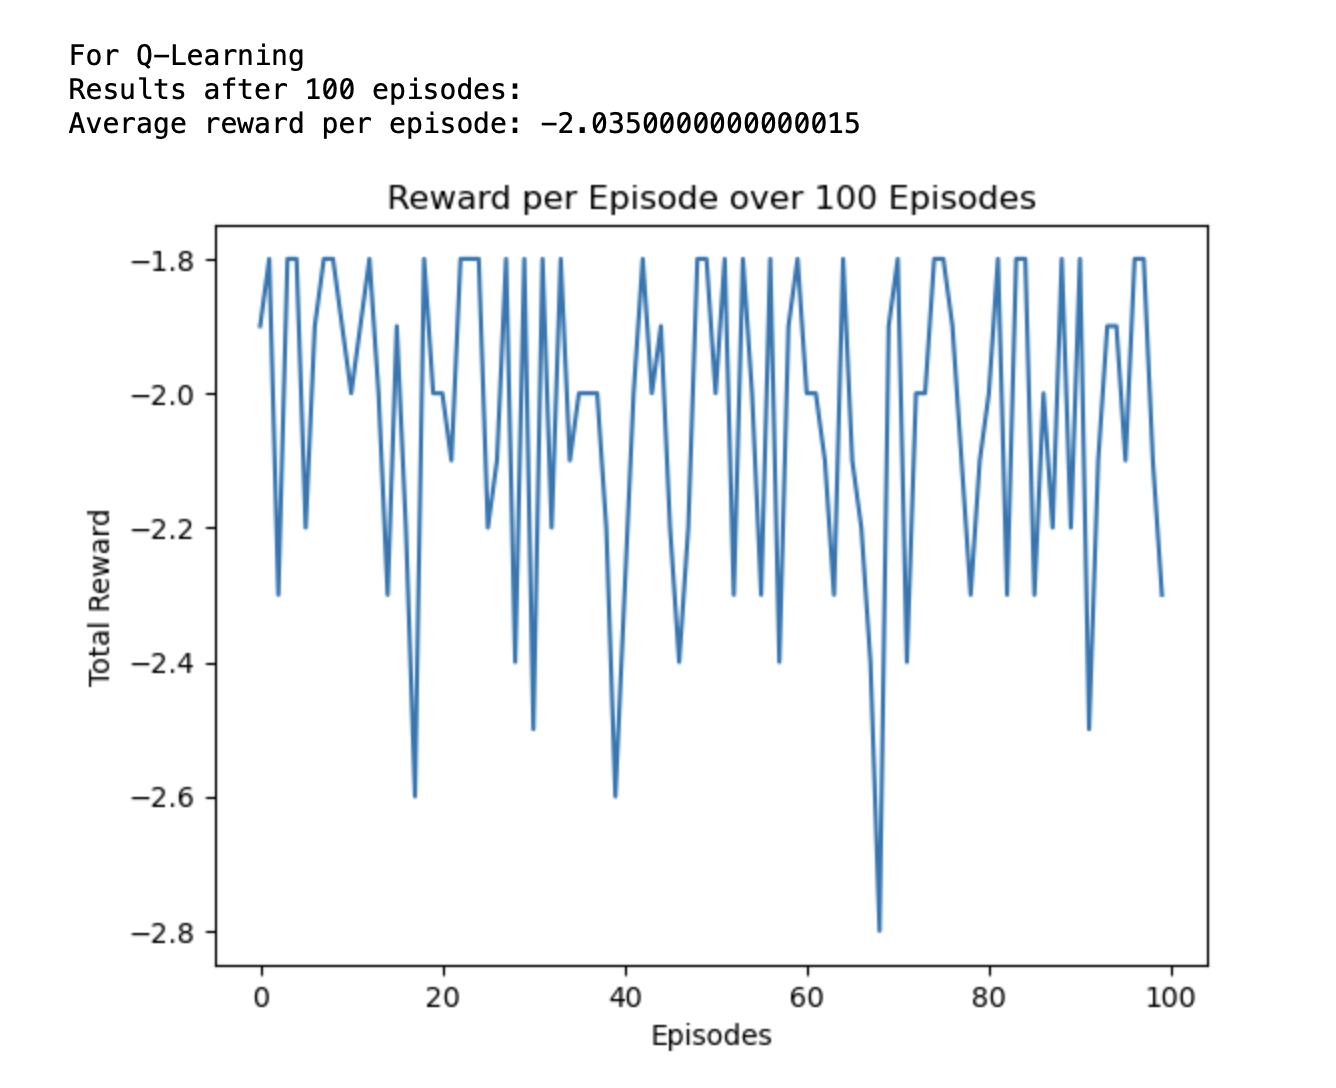 For Q-Learning
Results after 100 episodes:
Average reward per episode: -2.0350000000000015
Reward per Episode over 100 Episodes
−1.8
−2.0
−2.2
−2.4
−2.6
−2.8
Total Reward
0 20 40 60 80 100
Episodes